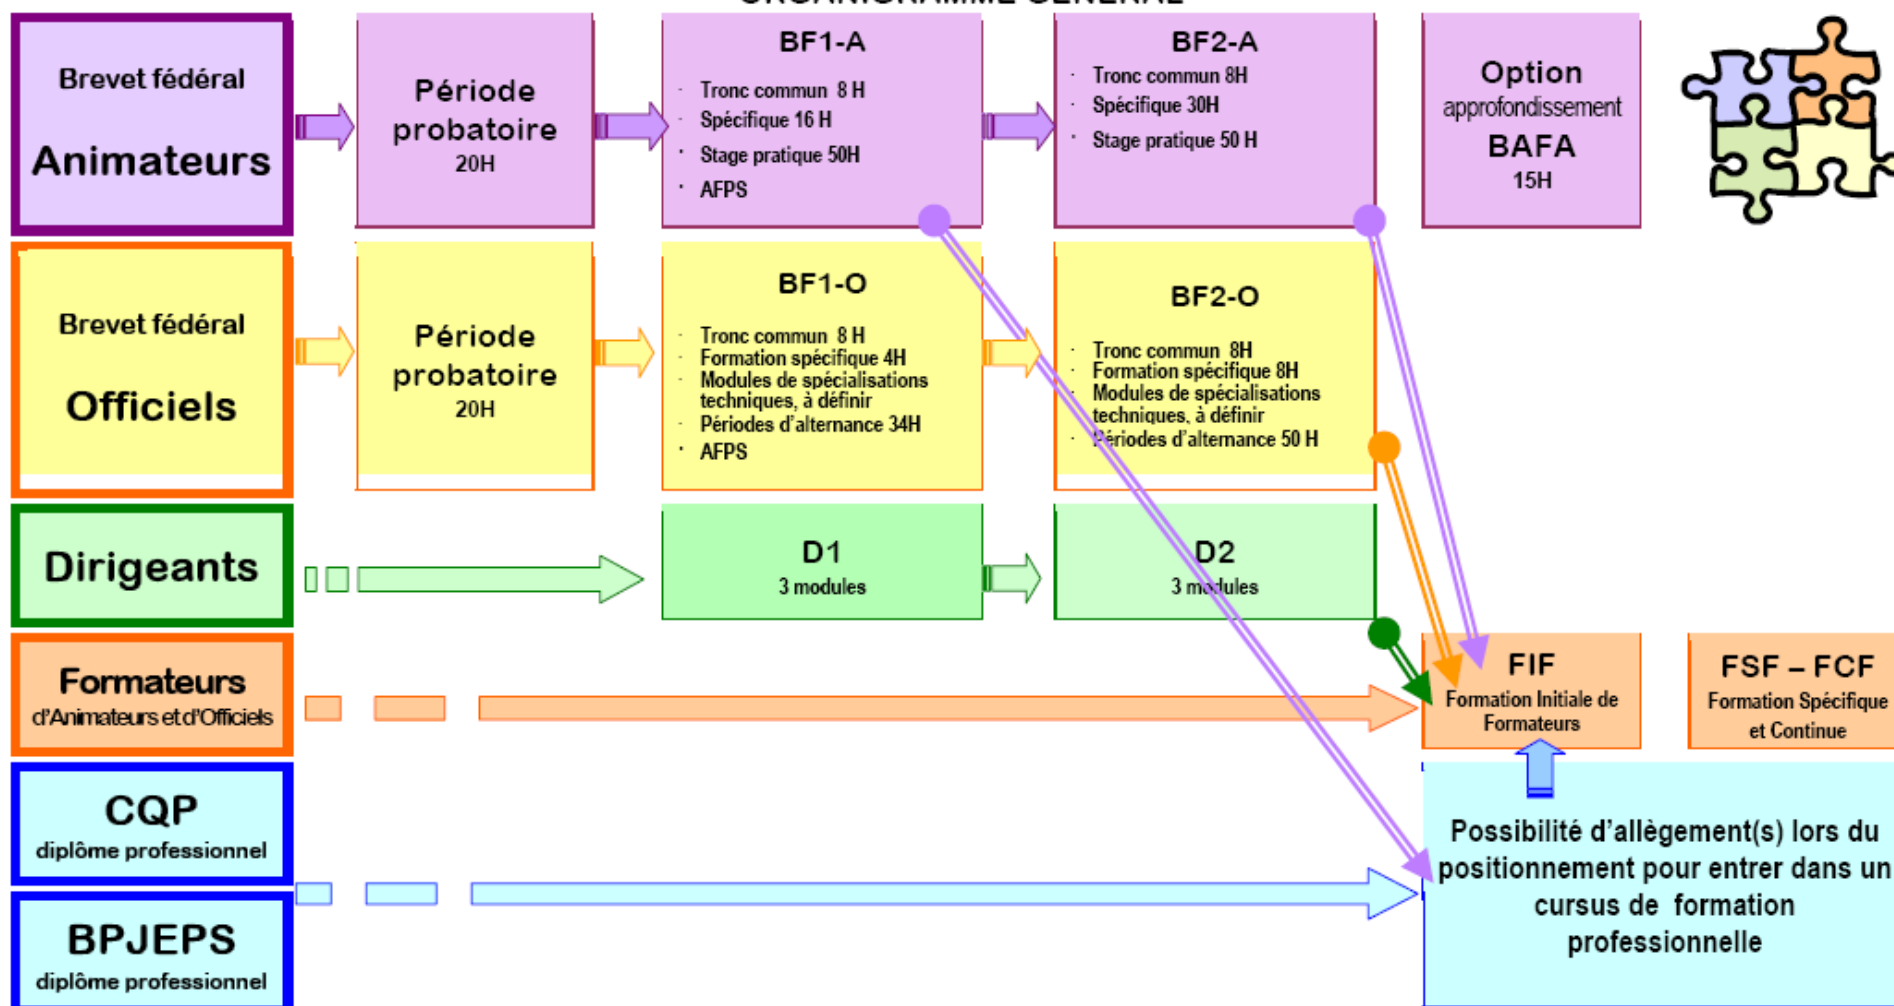 ORGANIGRAMME GENERAL
Brevet fédéral
Animateurs
Période
probatoire
20H
BF1-A
· Tronc commun 8 H
· Spécifique 16 H
· Stage pratique 50H
· AFPS
BF2-A
· Tronc commun 8H
· Spécifique 30H
· Stage pratique 50 H
Option
approfondissement
BAFA
15H
Brevet fédéral
Officiels
Période
probatoire
20H
BF1-O
· Tronc commun 8 H
· Formation spécifique 4H
· Modules de spécialisations
techniques, à définir
· Périodes d'alternance 34H
· AFPS
BF2-O
· Tronc commun 8H
· Formation spécifique 8H
· Modules de spécialisations
techniques, à définir
· Périodes d'alternance 50 H
Dirigeants
D1
3 modules
D2
3 modules
Formateurs
d'Animateurs et d'Officiels
FIF
Formation Initiale de
Formateurs
FSF – FCF
Formation Spécifique
et Continue
CQP
diplôme professionnel
BPJEPS
diplôme professionnel
Possibilité d'allègement(s) lors du
positionnement pour entrer dans un
cursus de formation
professionnelle